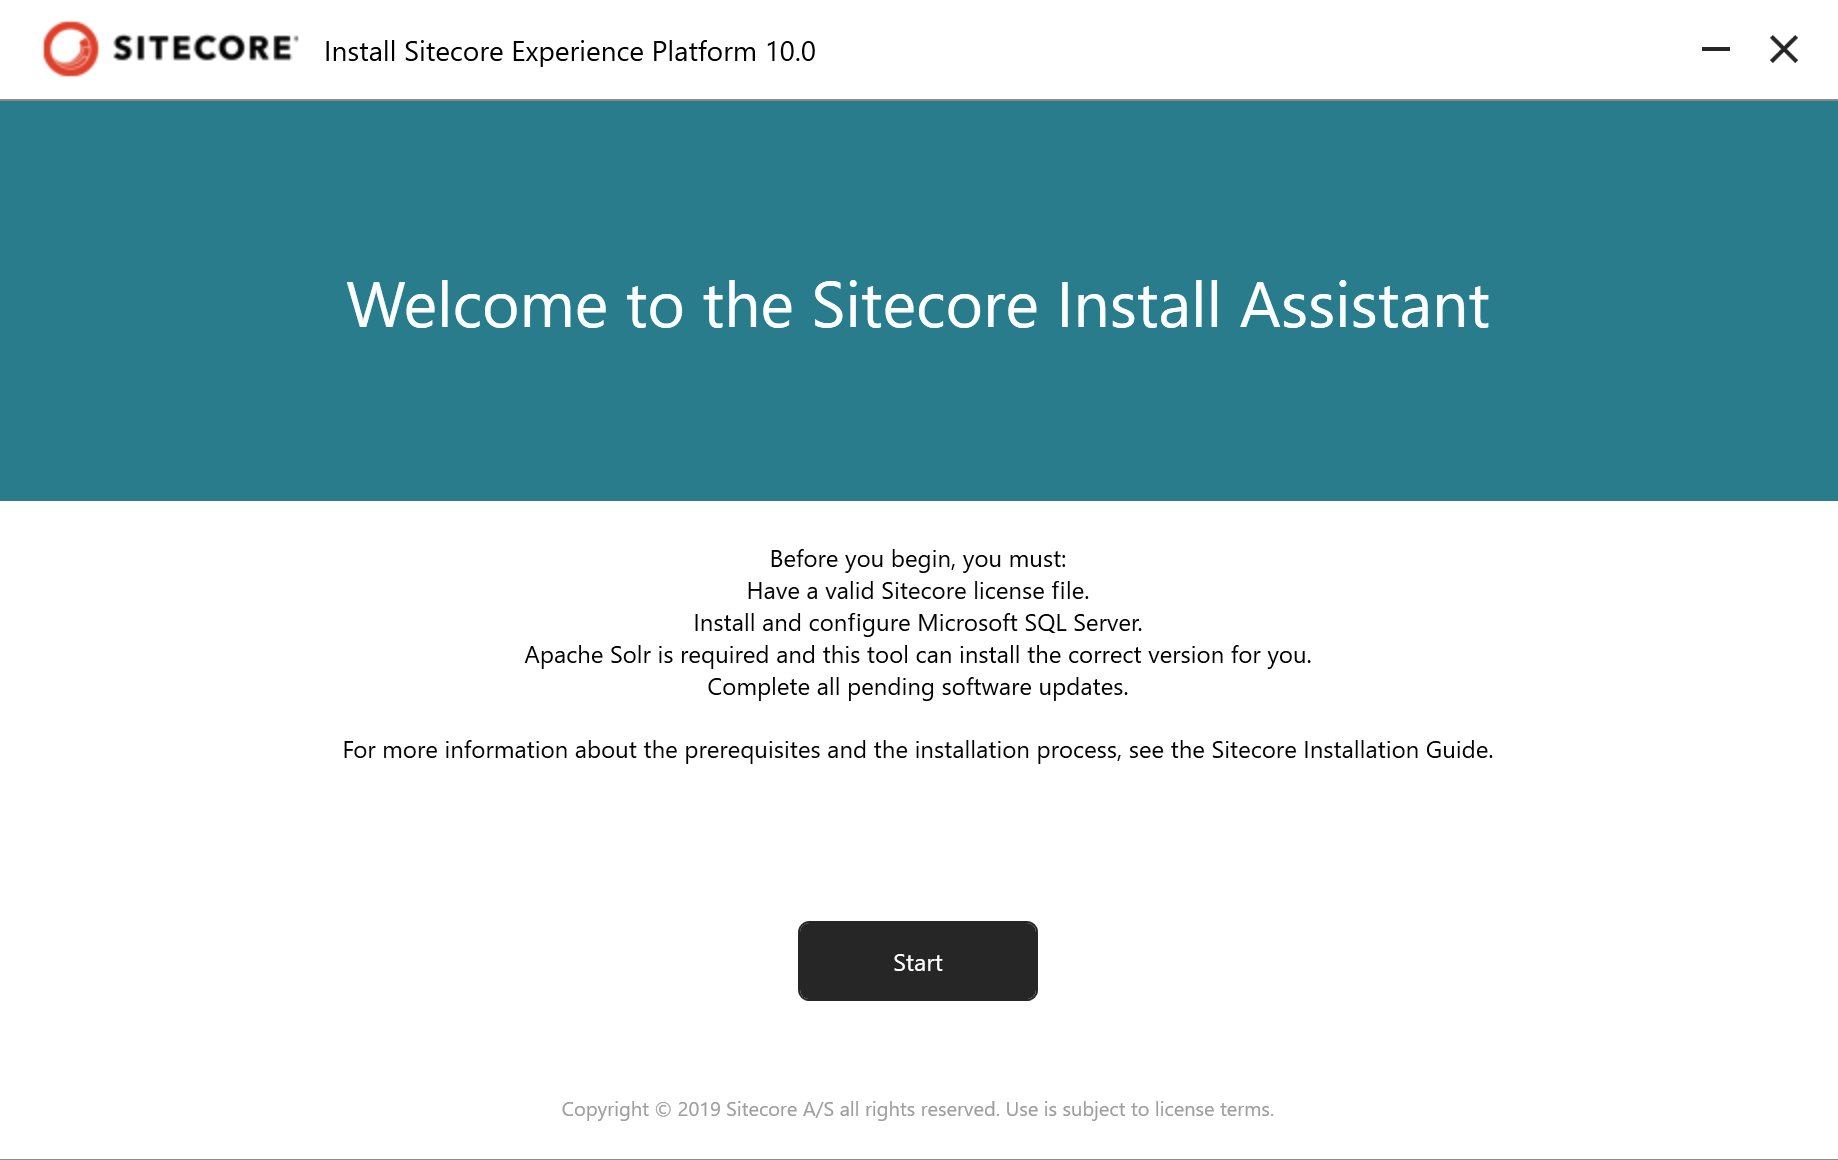 SITECORE Install Sitecore Experience Platform 10.0
Welcome to the Sitecore Install Assistant
Before you begin, you must:
Have a valid Sitecore license file.
Install and configure Microsoft SQL Server.
Apache Solr is required and this tool can install the correct version for you.
Complete all pending software updates.
For more information about the prerequisites and the installation process, see the Sitecore Installation Guide.
Start
Copyright © 2019 Sitecore A/S all rights reserved. Use is subject to license terms.